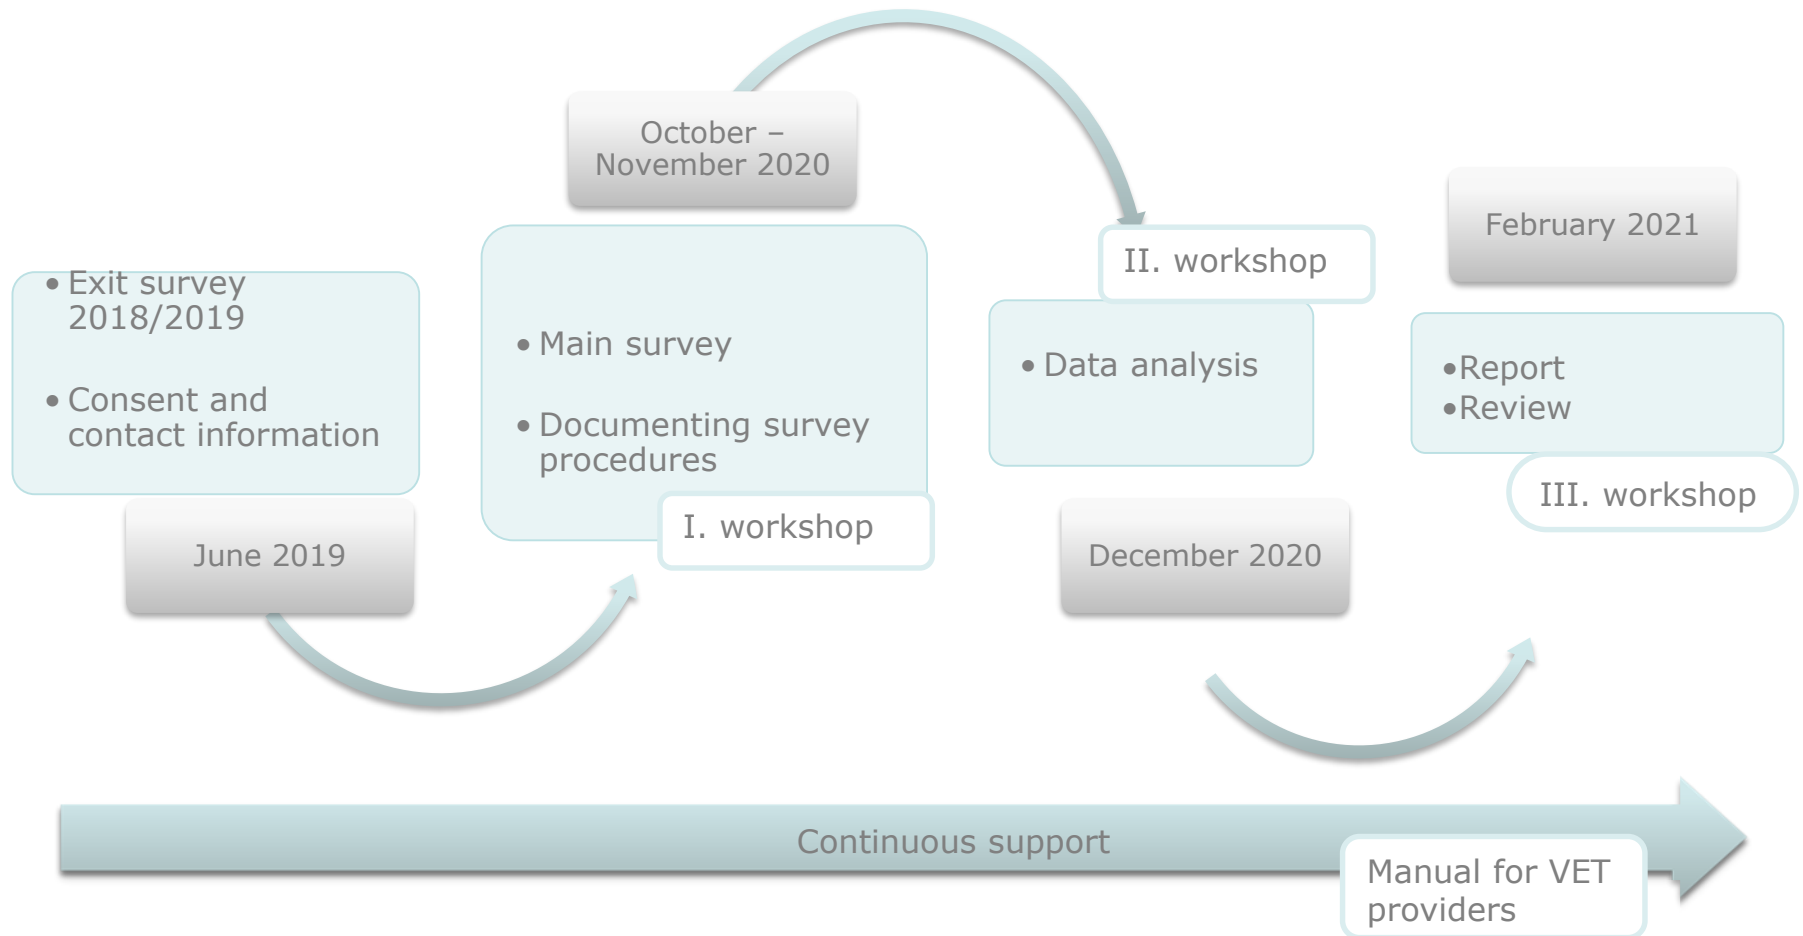 • Exit survey
2018/2019
• Consent and
contact information
June 2019
October –
November 2020
• Main survey
• Documenting survey
procedures
I. workshop
II. workshop
• Data analysis
December 2020
February 2021
•Report
•Review
III. workshop
Continuous support
Manual for VET
providers